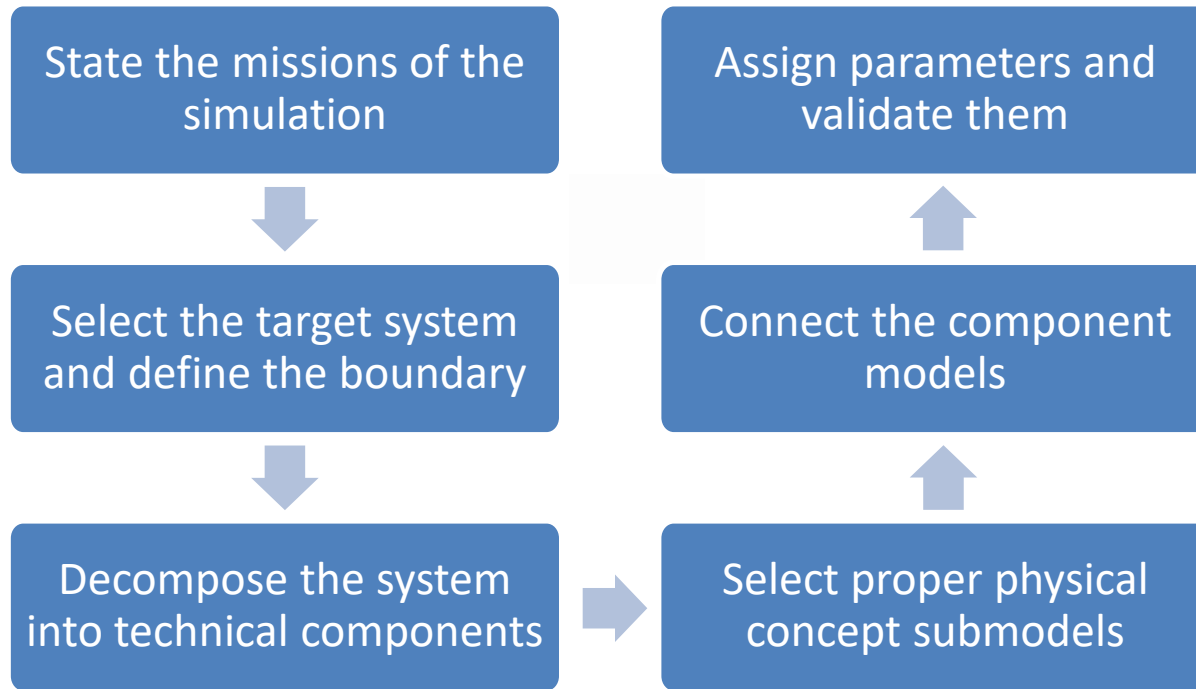 State the missions of the
simulation
Select the target system
and define the boundary
Decompose the system
into technical components
Select proper physical
concept submodels
Connect the component
models
Assign parameters and
validate them